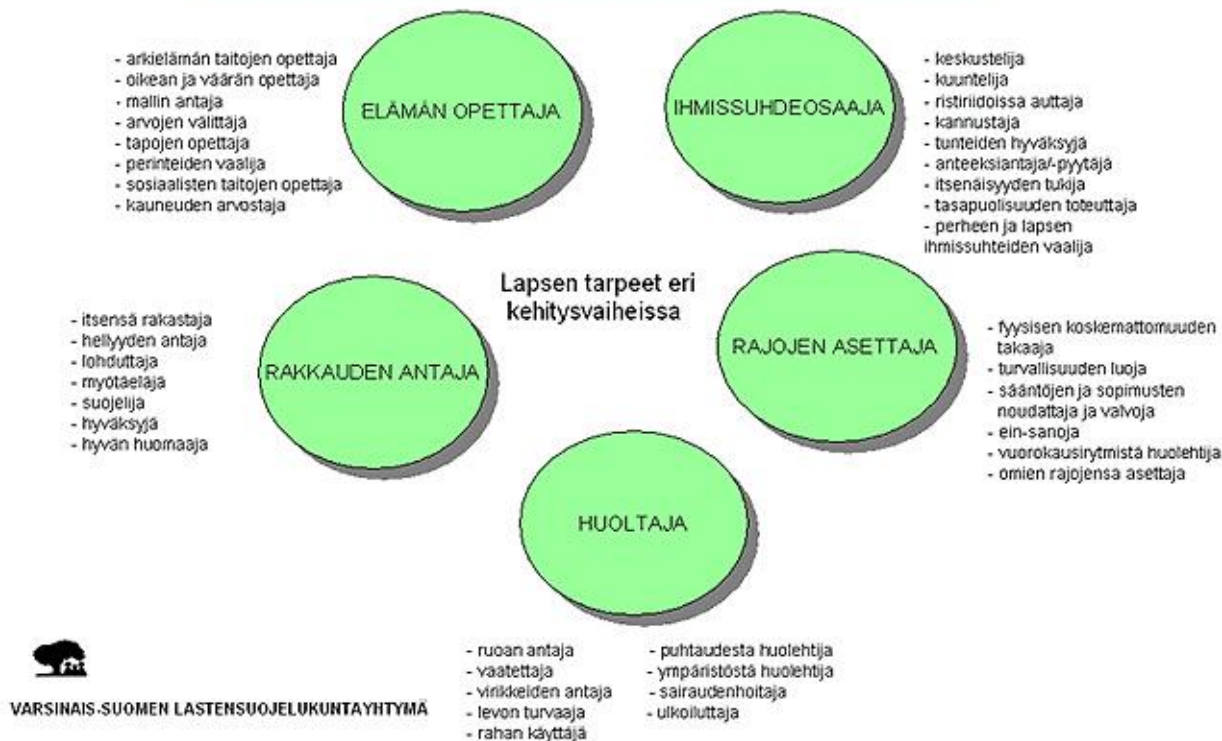 - arkielämän taitojen opettaja
- oikean ja väärän opettaja
- mallin antaja
- arvojen välittäjä
- tapojen opettaja
- perinteiden vaalija
- sosiaalisten taitojen opettaja
- kauneuden arvostaja
ELÄMÄN OPETTAJA
IHMISSUHDEOSAAJA
- keskustelija
- kuuntelija
- ristiriidoissa auttaja
- kannustaja
- tunteiden hyväksyjä
- anteeksiantaja/-pyytäjä
- itsenäisyyden tukija
- tasapuolisuuden toteuttaja
- perheen ja lapsen
ihmissuhteiden vaalija
Lapsen tarpeet eri
kehitysvaiheissa
- itsensä rakastaja
- hellyyden antaja
- lohduttaja
- myötäeläjä
- suojelija
- hyväksyjä
- hyvän huomaaja
RAKKAUDEN ANTAJA
RAJOJEN ASETTAJA
- fyysisen koskemattomuuden
takaaja
- turvallisuuden luoja
- sääntöjen ja sopimusten
noudattaja ja valvoja
- ein-sanoja
- vuorokausirytmistä huolehtija
- omien rajojensa asettaja
HUOLTAJA
- ruoan antaja
- vaatettaja
- virikkeiden antaja
- levon turvaaja
- rahan käyttäjä
- puhtaudesta huolehtija
- ympäristöstä huolehtija
- sairaudenhoitaja
- ulkoiluttaja
VARSINAIS-SUOMEN LASTENSUOJELUKUNTAYHTYMÄ